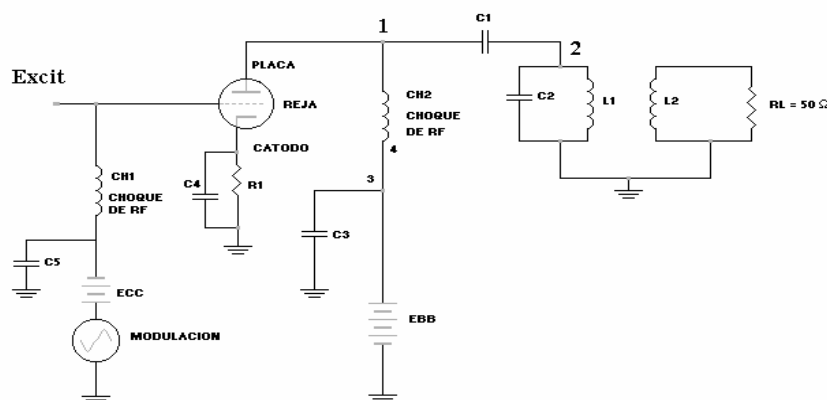 C1
1
2
PLACA
Excit
REJA
CH2
CHOQUE
DE RF
C2
L1
L2
RL = 50 Ω
CATODO
4
CH1
CHOQUE
DE RF
C4
R1
3
C3
C5
ECC
MODULACION
EBB